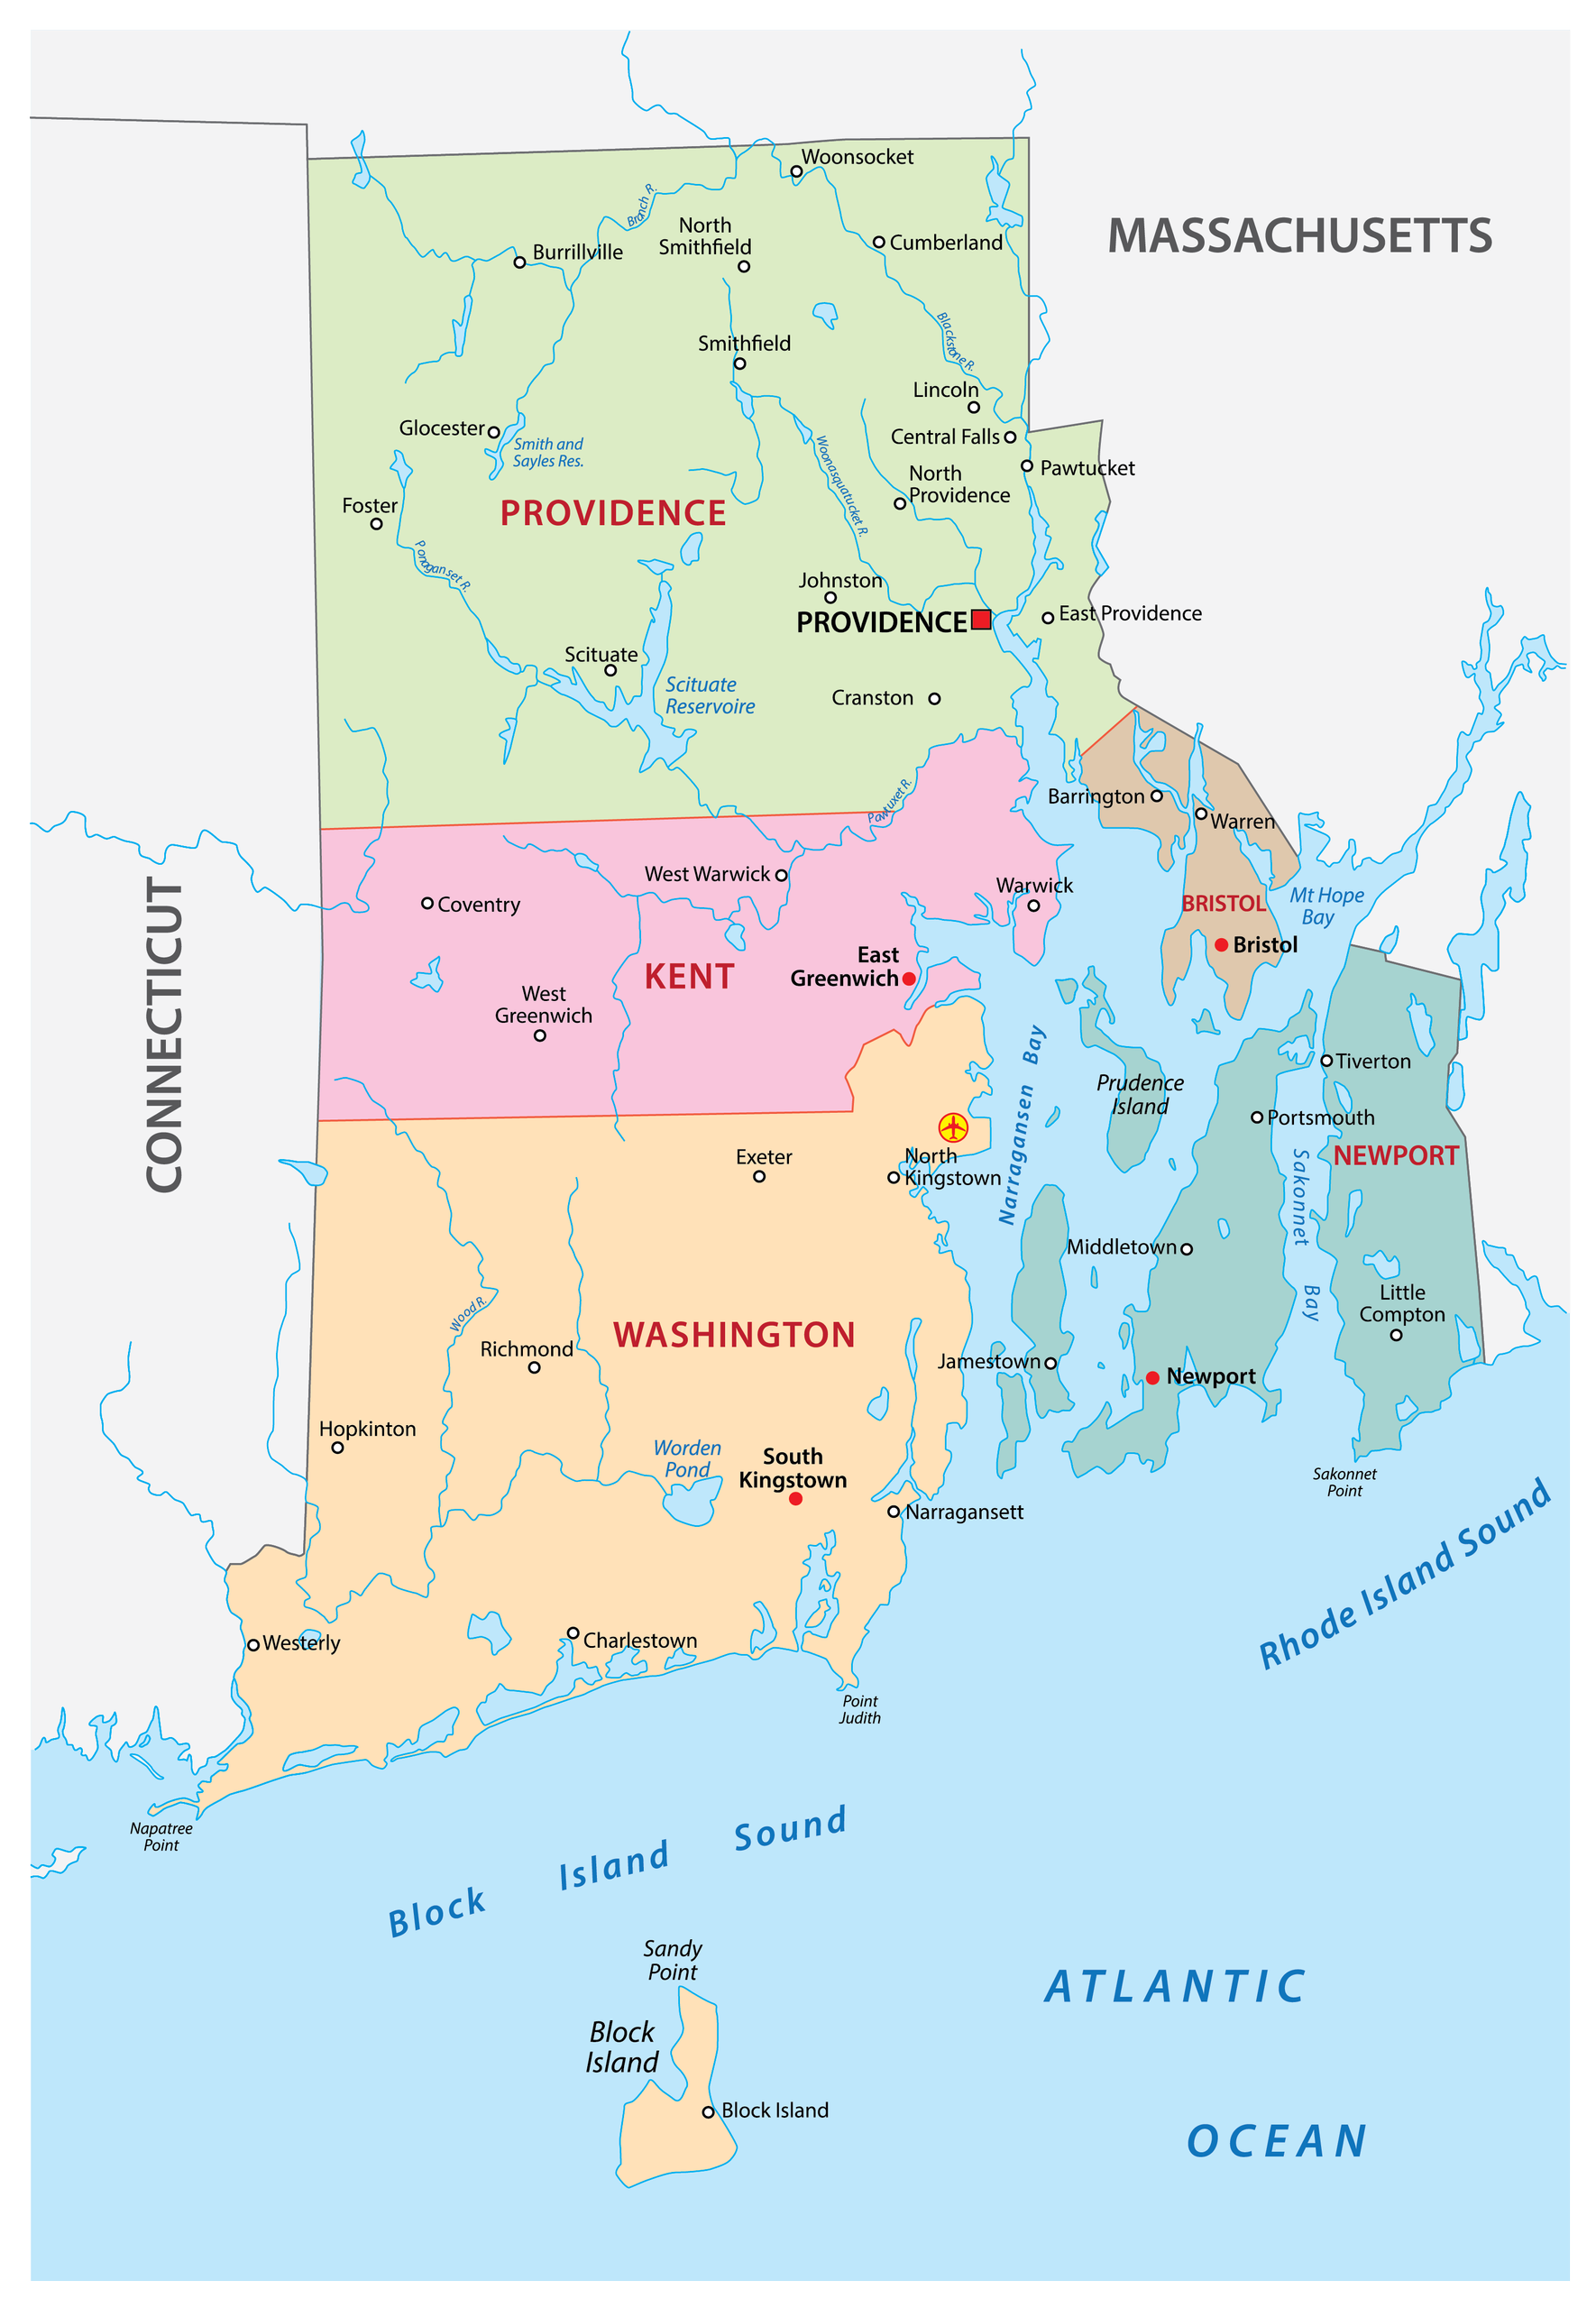 Woonsocket
MASSACHUSETTS
Branch R.
North
Smithfield
Cumberland
Burrillville
Blackstone R.
Smithfield
Lincoln
Glocester
Central Falls
Smith and
Sayles Res.
Pawtucket
Woonasquatucket R.
North
Providence
Foster
PROVIDENCE
Ponaganset R.
Johnston
PROVIDENCE
East Providence
Scituate
Scituate
Reservoire
Cranston
Pawtuxet R.
Barrington
Warren
West Warwick
Warwick
Mt Hope
Bay
Coventry
BRISTOL
Bristol
CONNECTICUT
KENT
East
Greenwich
West
Greenwich
Narragansen Bay
Tiverton
Prudence
Island
Portsmouth
Exeter
North
Kingstown
NEWPORT
Sakonnet Bay
Middletown
Wood R.
Little
Compton
WASHINGTON
Richmond
Jamestown
Newport
Hopkinton
Worden
Pond
South
Kingstown
Sakonnet
Point
Narragansett
Rhode Island Sound
Westerly
Charlestown
Point
Judith
Napatree
Point
Block Island Sound
Sandy
Point
ATLANTIC
Block
Island
Block Island
OCEAN